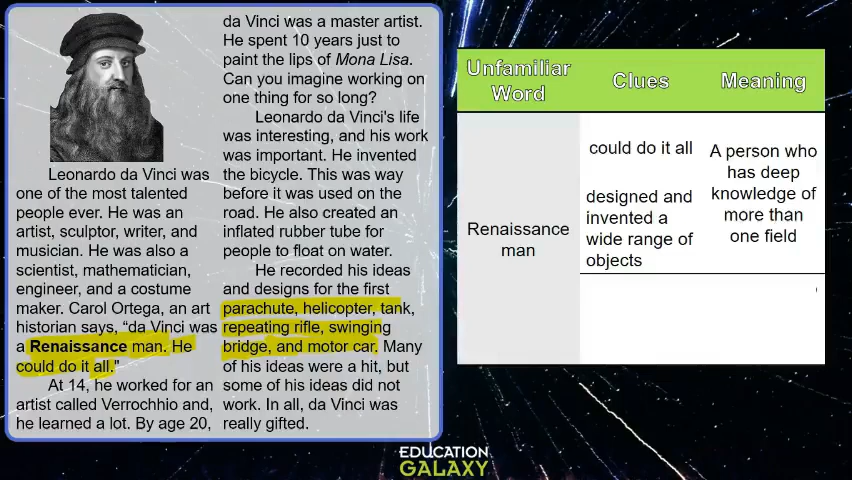 Leonardo da Vinci was
one of the most talented
people ever. He was an
artist, sculptor, writer, and
musician. He was also a
scientist, mathematician,
engineer, and a costume
maker. Carol Ortega, an art
historian says, “da Vinci was
a Renaissance man. He
could do it all."
At 14, he worked for an
artist called Verrochhio and,
he learned a lot. By age 20,
da Vinci was a master artist.
He spent 10 years just to
paint the lips of Mona Lisa.
Can you imagine working on
one thing for so long?
Leonardo da Vinci's life
was interesting, and his work
was important. He invented
the bicycle. This was way
before it was used on the
road. He also created an
inflated rubber tube for
people to float on water.
He recorded his ideas
and designs for the first
parachute, helicopter, tank,
repeating rifle, swinging
bridge, and motor car. Many
of his ideas were a hit, but
some of his ideas did not
work. In all, da Vinci was
really gifted.
Unfamiliar
Word
Clues
Meaning
Renaissance
man
could do it all
designed and
invented a
wide range of
objects
A person who
has deep
knowledge of
more than
one field
EDUCATION
GALAXY